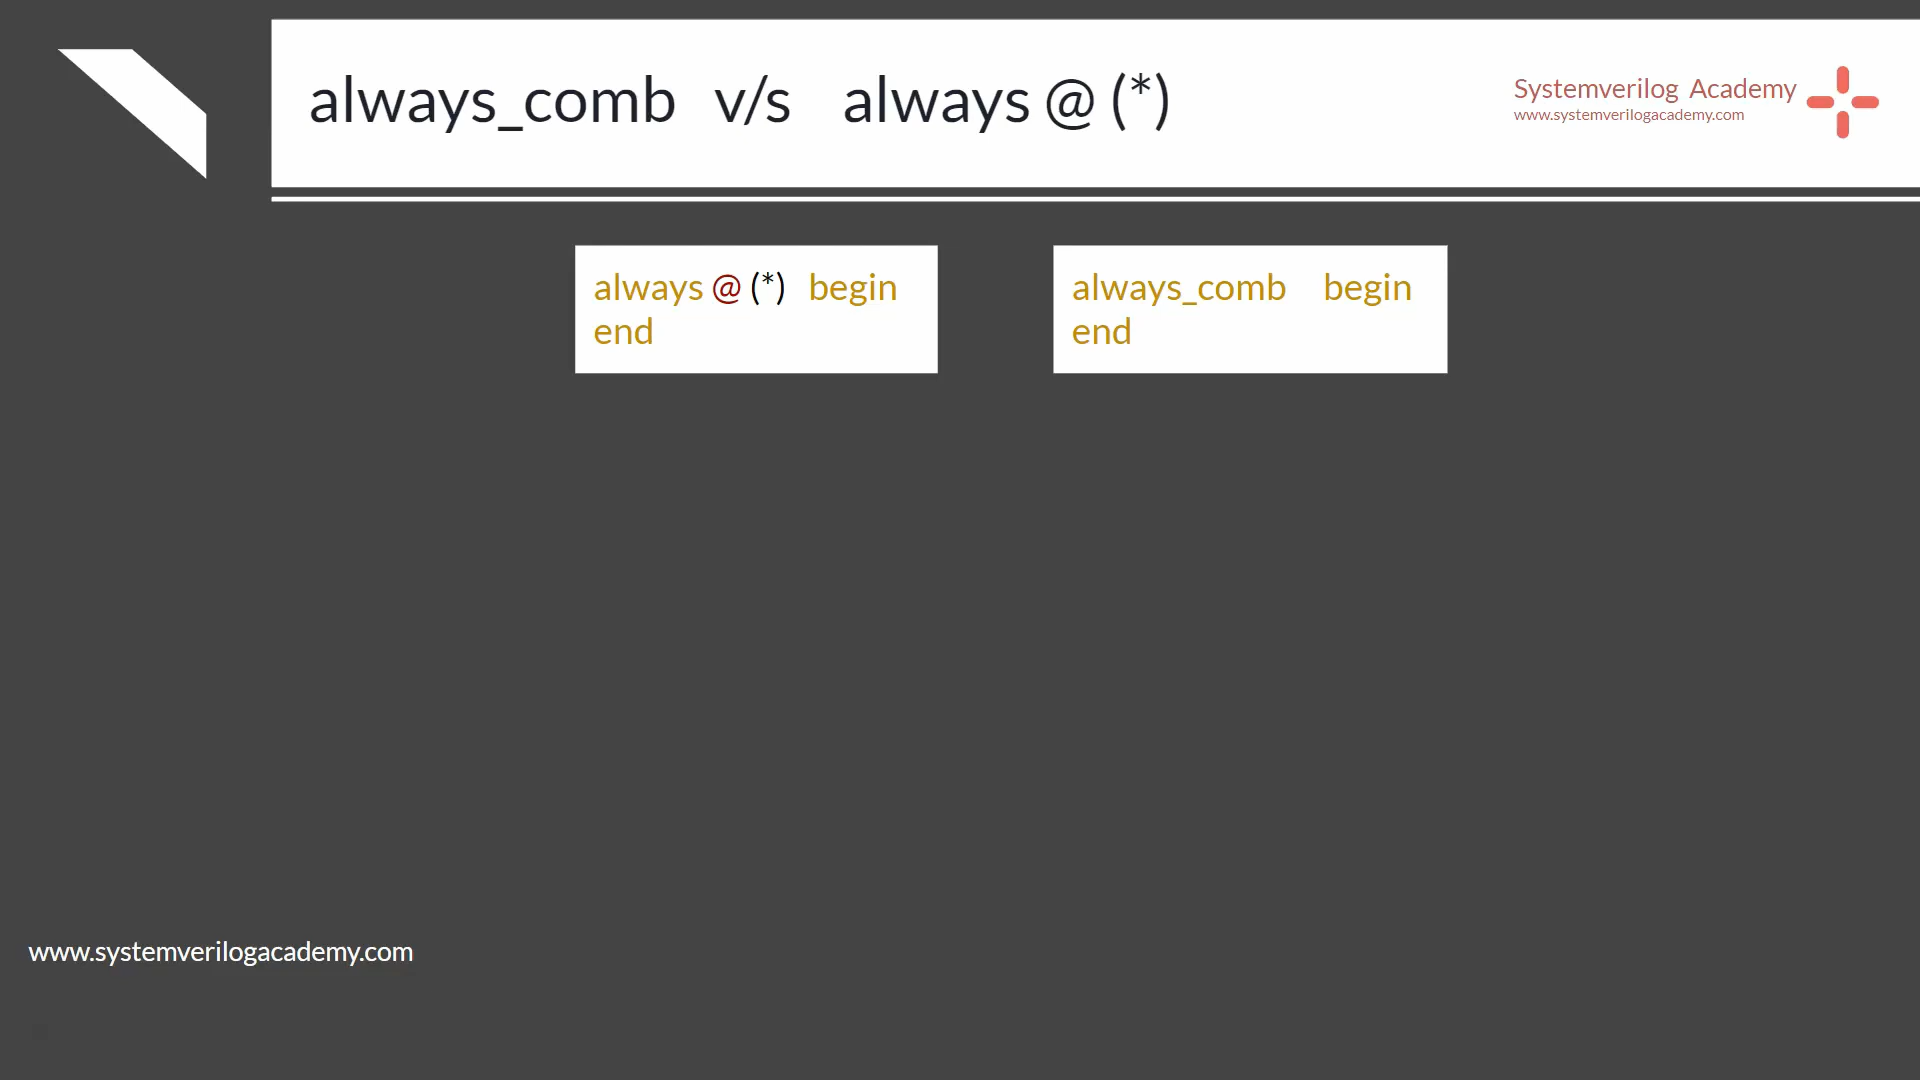 always_comb v/s always @ (*)
Systemverilog Academy
www.systemverilogacademy.com
always @ (*) begin
end
always_comb begin
end
www.systemverilogacademy.com